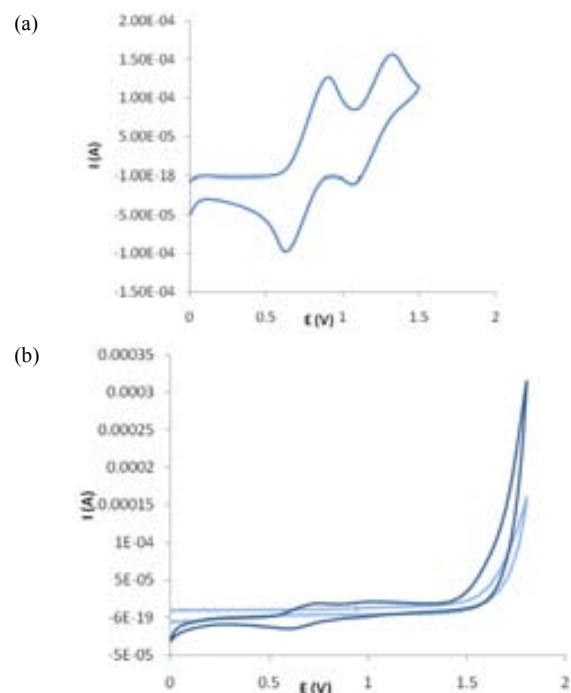 (a)
2.00E-04
1.50E-04
1.00E-04
5.00E-05
-1.00E-18
-5.00E-05
-1.00E-04
-1.50E-04
I (A)
0 0.5 1 1.5 2
E (V)
(b)
0.00035
0.0003
0.00025
0.0002
0.00015
1E-04
5E-05
-6E-19
-5E-05
I (A)
0 0.5 1 1.5 2
E (V)